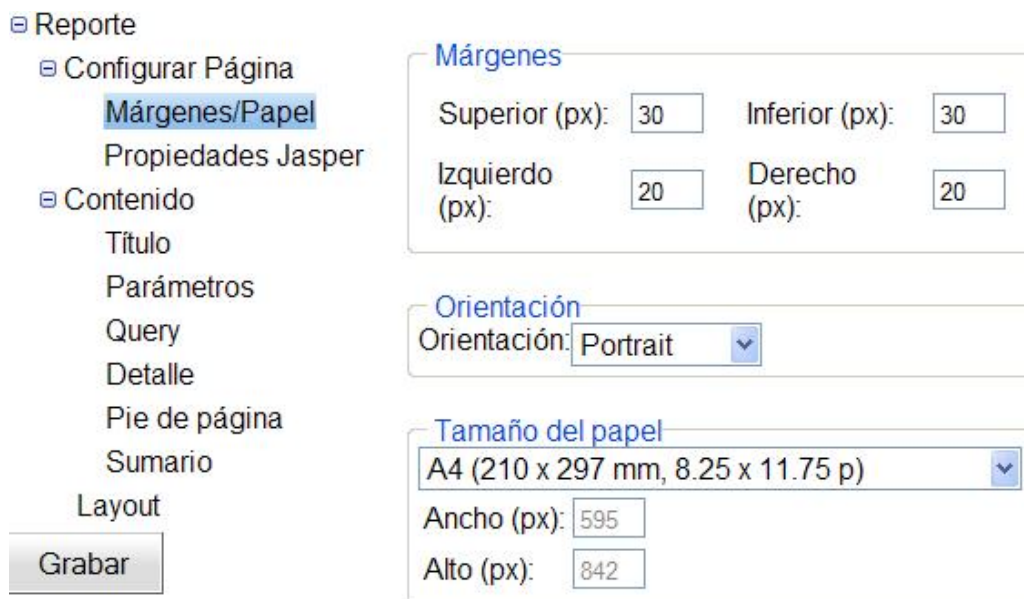 Reporte
Configurar Página
Márgenes/Papel
Propiedades Jasper
Contenido
Título
Parámetros
Query
Detalle
Pie de página
Sumario
Layout
Grabar
Márgenes
Superior (px): 30 Inferior (px): 30
Izquierdo (px): 20 Derecho (px): 20
Orientación
Orientación: Portrait
Tamaño del papel
A4 (210 x 297 mm, 8.25 x 11.75 p)
Ancho (px): 595
Alto (px): 842